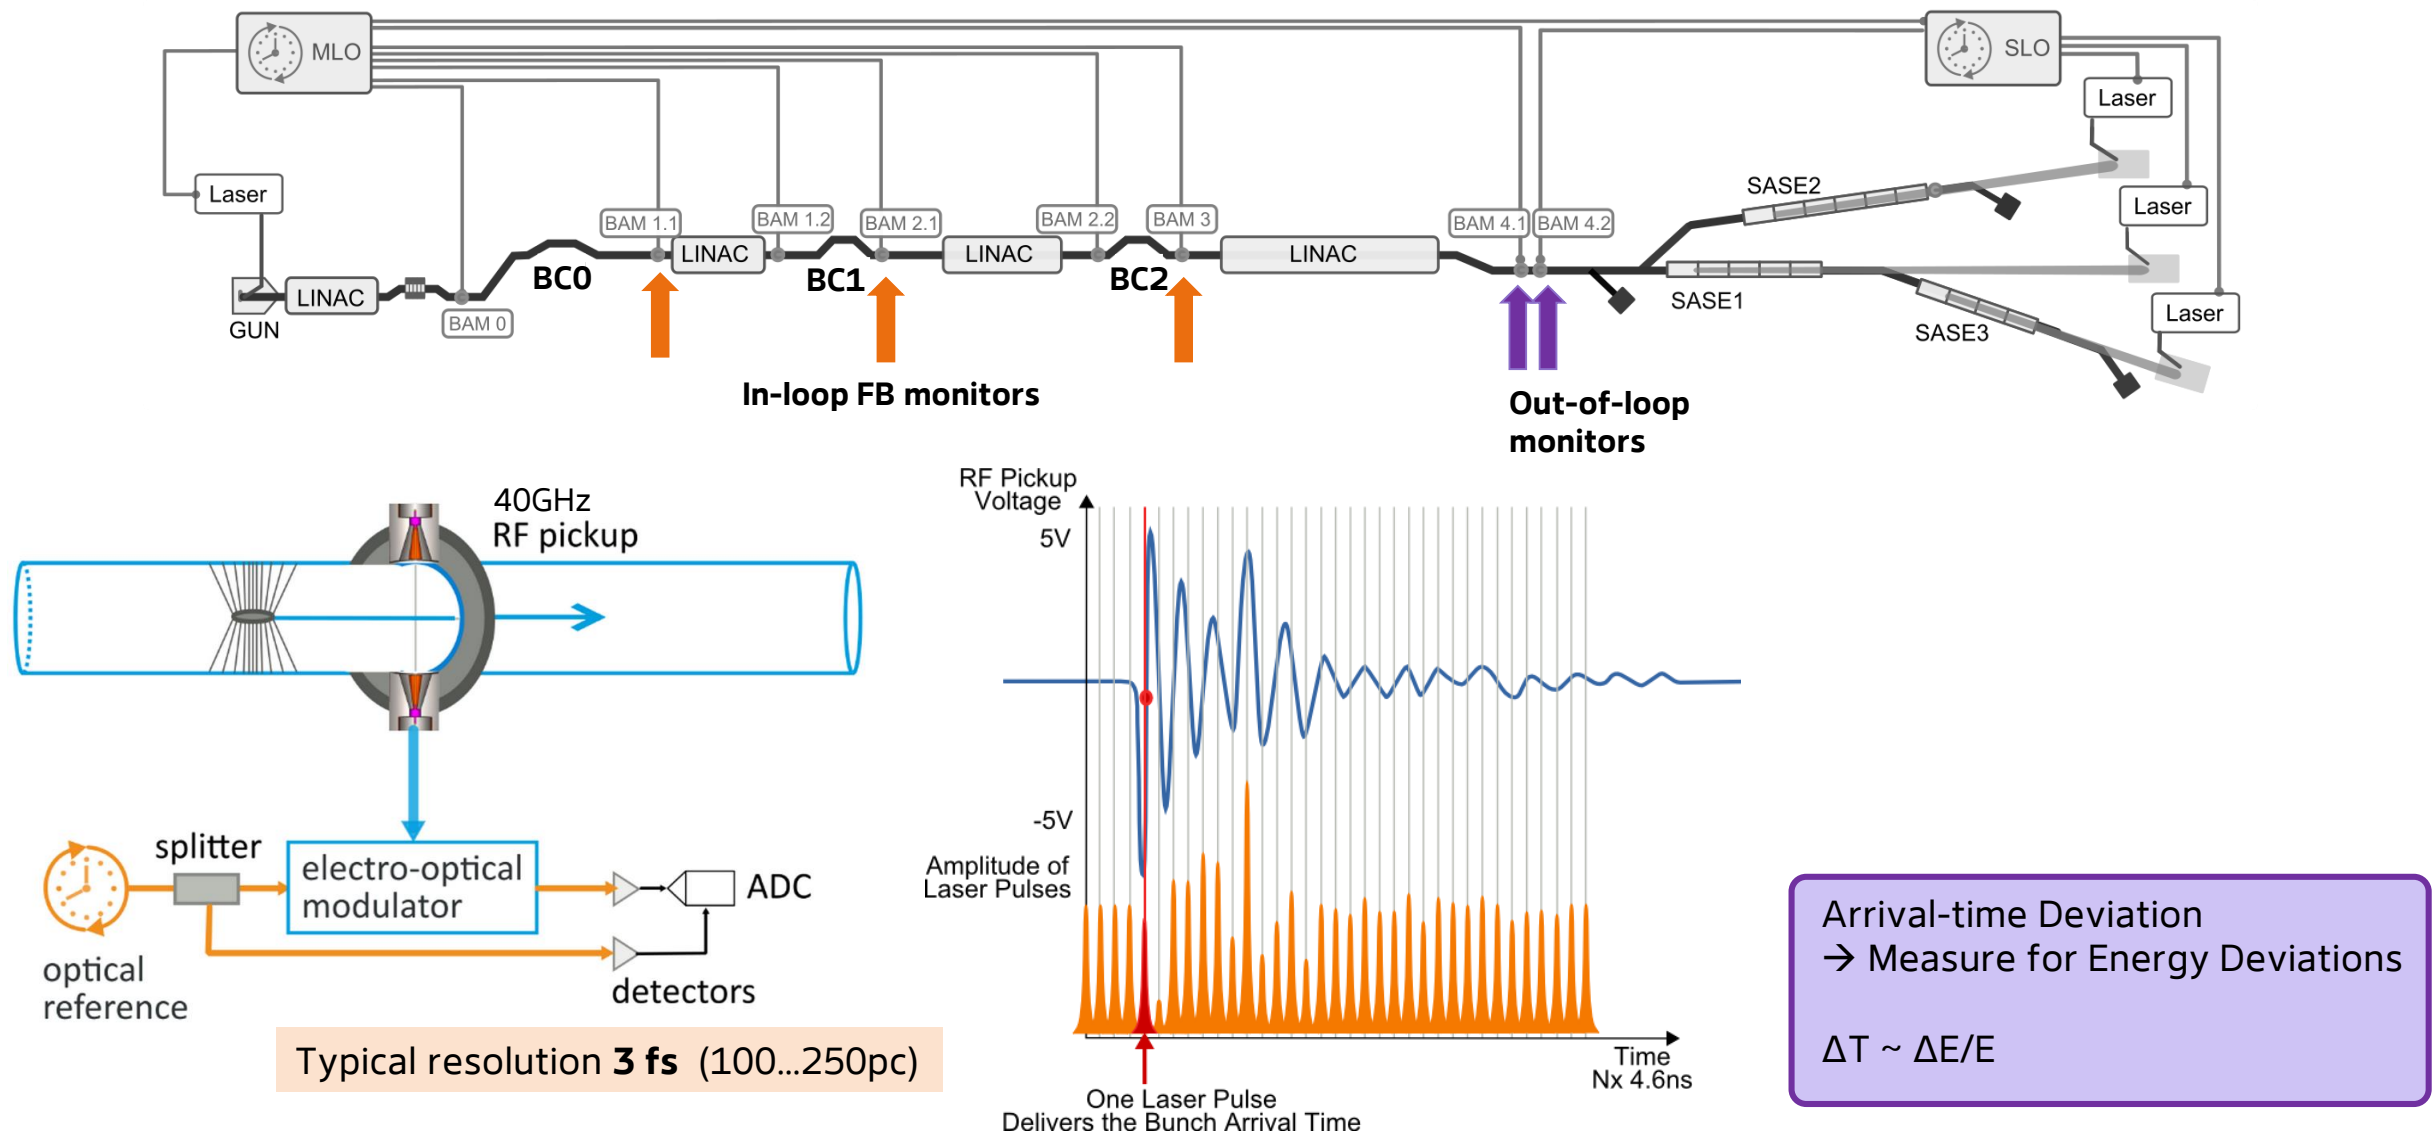 MLO
SLO
Laser
Laser
SASE2
Laser
Laser
BAM 1.1
BAM 1.2
BAM 2.1
BAM 2.2
BAM 3
BAM 4.1
BAM 4.2
LINAC
LINAC
LINAC
BC0
BC1
BC2
LINAC
GUN
BAM 0
SASE1
SASE3
Laser
In-loop FB monitors
Out-of-loop
monitors
40GHz
RF pickup
splitter
electro-optical
modulator
ADC
optical
reference
detectors
Typical resolution 3 fs (100...250pc)
RF Pickup
Voltage
5V
-5V
Amplitude of
Laser Pulses
Time
Nx 4.6ns
One Laser Pulse
Delivers the Bunch Arrival Time
Arrival-time Deviation
→ Measure for Energy Deviations
ΔT ~ ΔE/E